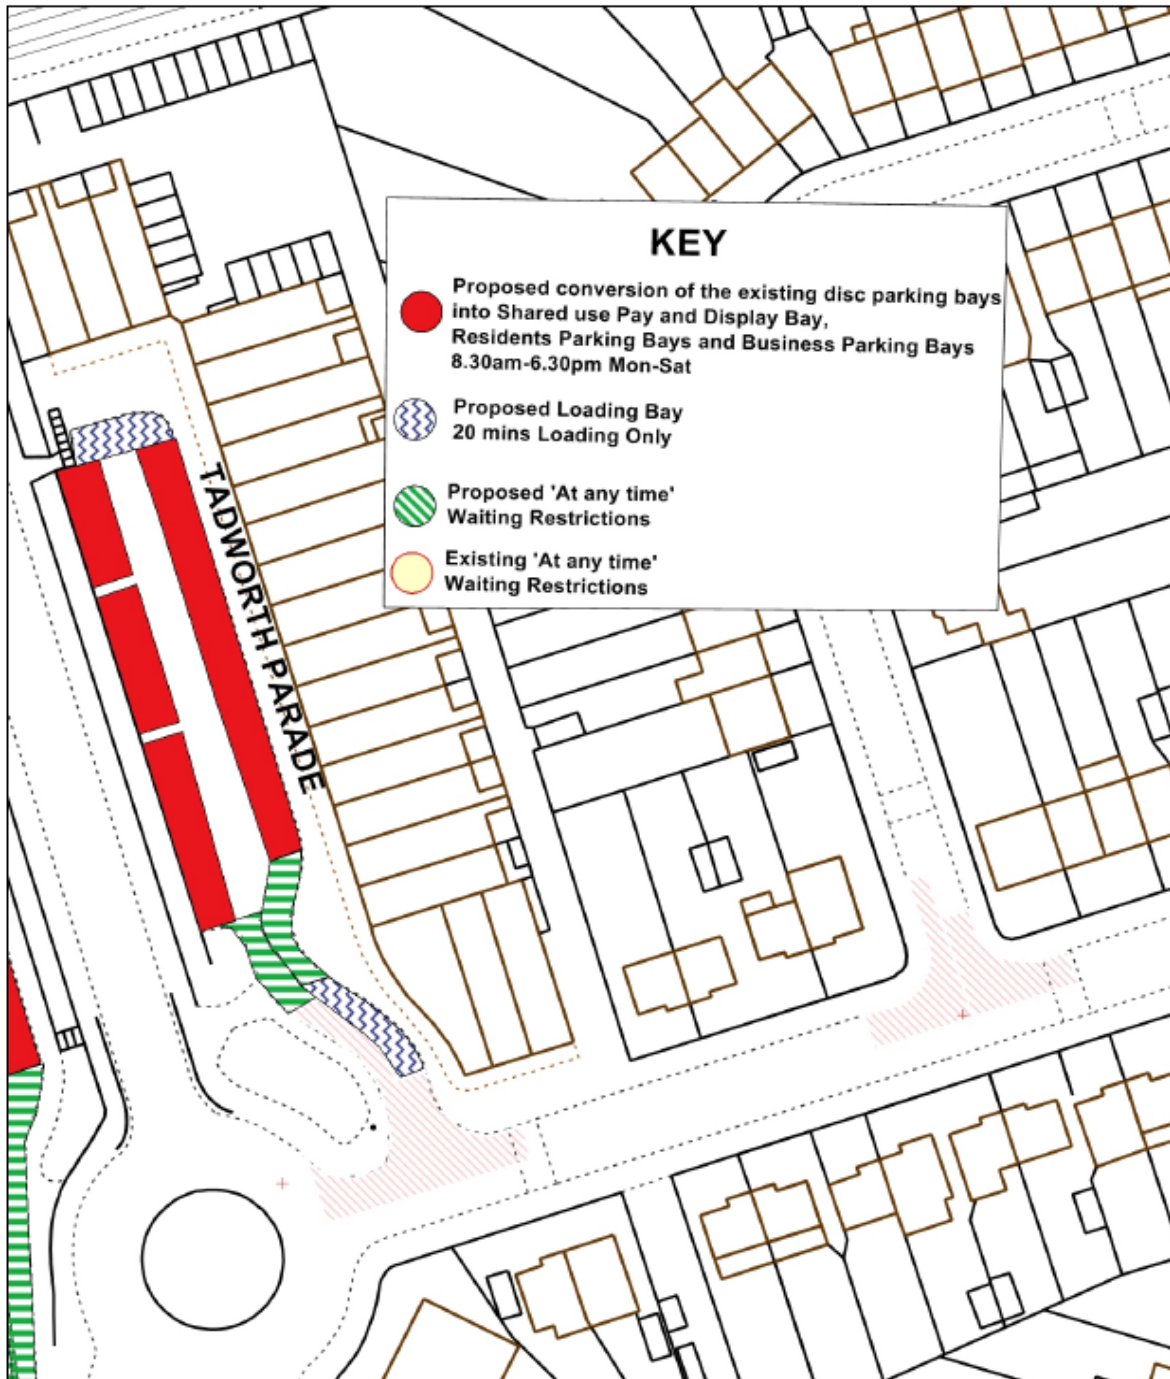 KEY
Proposed conversion of the existing disc parking bays
into Shared use Pay and Display Bay,
Residents Parking Bays and Business Parking Bays
8.30am-6.30pm Mon-Sat
Proposed Loading Bay
20 mins Loading Only
Proposed 'At any time'
Waiting Restrictions
Existing 'At any time'
Waiting Restrictions
TADWORTH PARADE